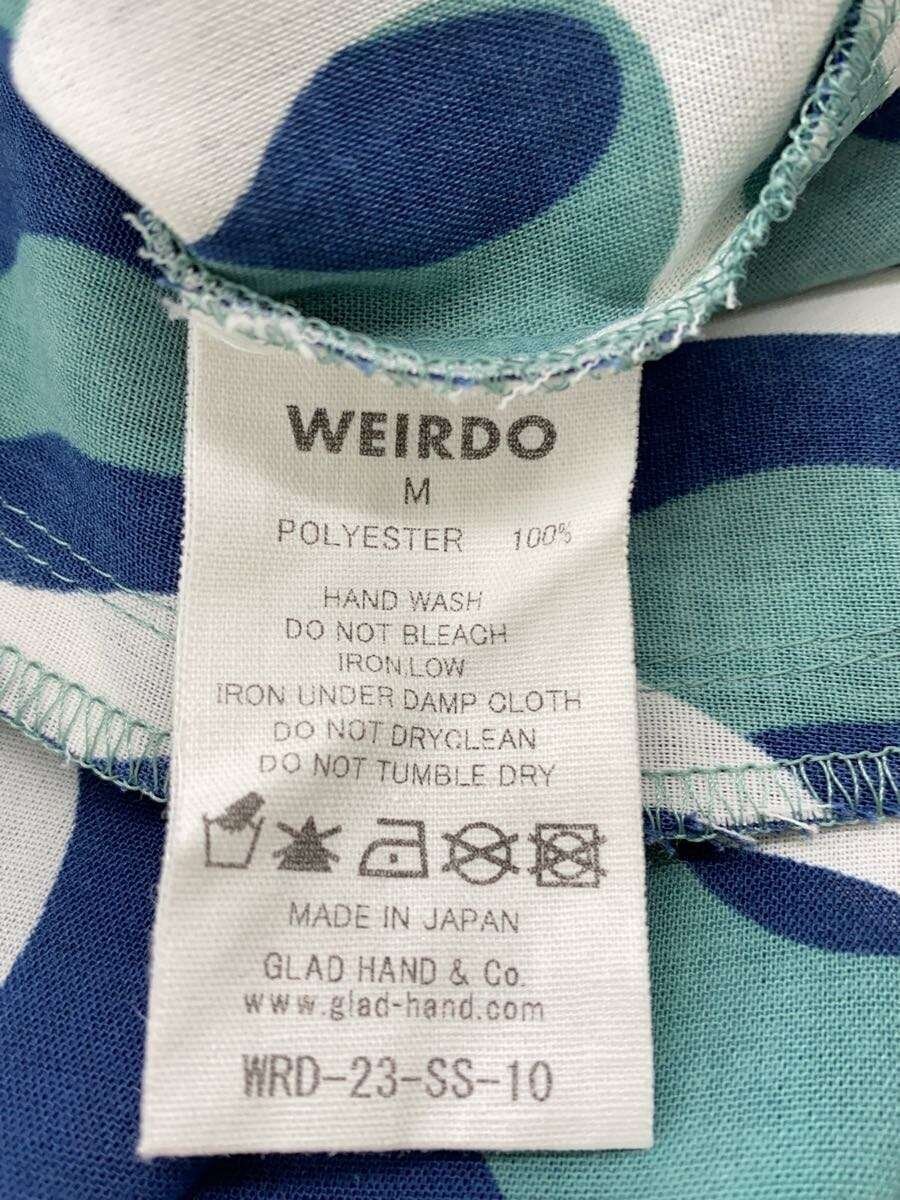 WEIRDO
M
POLYESTER 100%
HAND WASH
DO NOT BLEACH
IRON,LOW
IRON UNDER DAMP CLOTH
DO NOT DRYCLEAN
DO NOT TUMBLE DRY
MADE IN JAPAN
GLAD HAND & Co.
www.glad-hand.com
WRD-23-SS-10